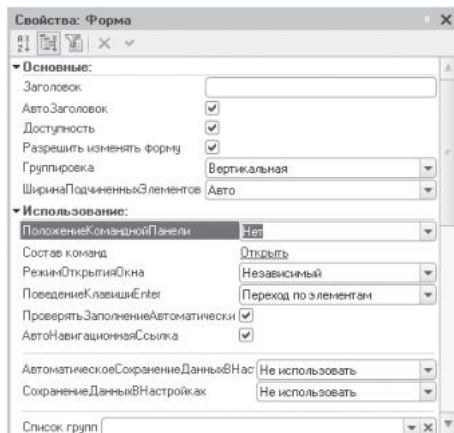 Свойства: Форма
Основные:
Заголовок
АвтоЗаголовок
Доступность
Разрешить изменять форму
Группировка Вертикальная
ШиринаПодчиненныхЭлементов Авто
Использование:
ПоложениеКоманднойПанели Нет
Состав команд Открыть
РежимОткрытияОкна Независимый
ПоведениеКлавишиEnter Переход по элементам
ПроверятьЗаполнениеАвтоматически
АвтоНавигационнаяСсылка
АвтоматическоеСохранениеДанныхВНас Не использовать
СохранениеДанныхВНастройках Не использовать
Список групп